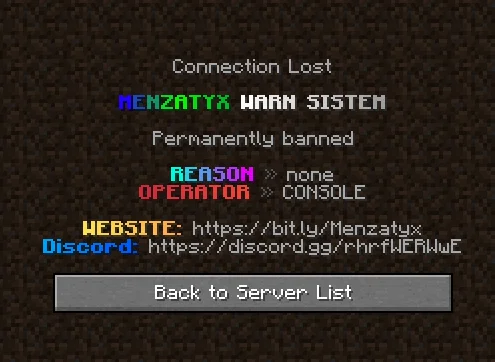 Connection Lost
MENZATYX WARN SISTEM
Permanently banned
REASON » none
OPERATOR » CONSOLE
WEBSITE: https://bit.ly/Menzatyx
Discord: https://discord.gg/rhrfWERWwE
Back to Server List